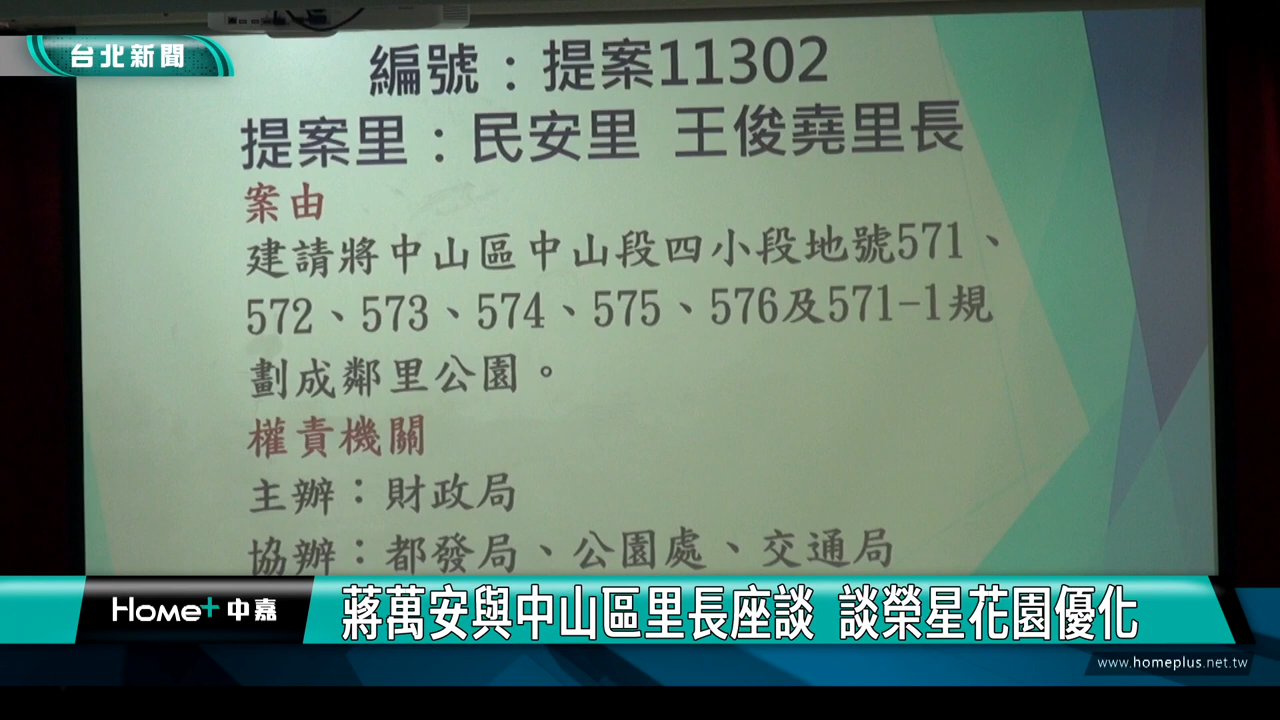 台北新聞
編號：提案11302
提案里：民安里 王俊堯里長
案由
建請將中山區中山段四小段地號571、
572、573、574、575、576及571-1規
劃成鄰里公園。
權責機關
主辦：財政局
協辦：都發局、公園處、交通局
Home+中嘉
蔣萬安與中山區里長座談 談榮星花園優化
www.homeplus.net.tw